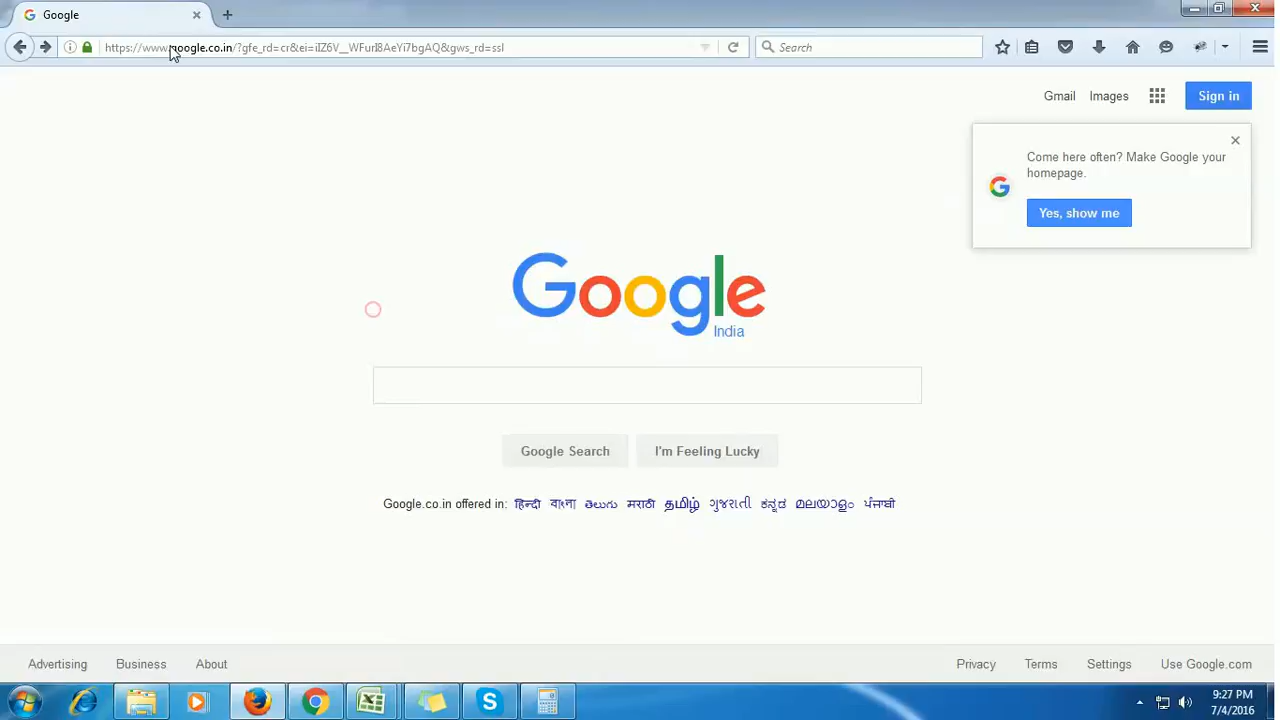 Google
https://www.google.co.in/?gfe_rd=cr&ei=iIZ6V__WFurI8AeYi7bgAQ&gws_rd=ssl
Search
Gmail Images Sign in
Come here often? Make Google your
homepage.
Yes, show me
Google
India
Google Search I'm Feeling Lucky
Google.co.in offered in: हिन्दी বাংলা తెలుగు मराठी தமிழ் ગુજરાતી ಕನ್ನಡ മലയാളം ਪੰਜਾਬੀ
Advertising Business About Privacy Terms Settings Use Google.com
9:27 PM
7/4/2016